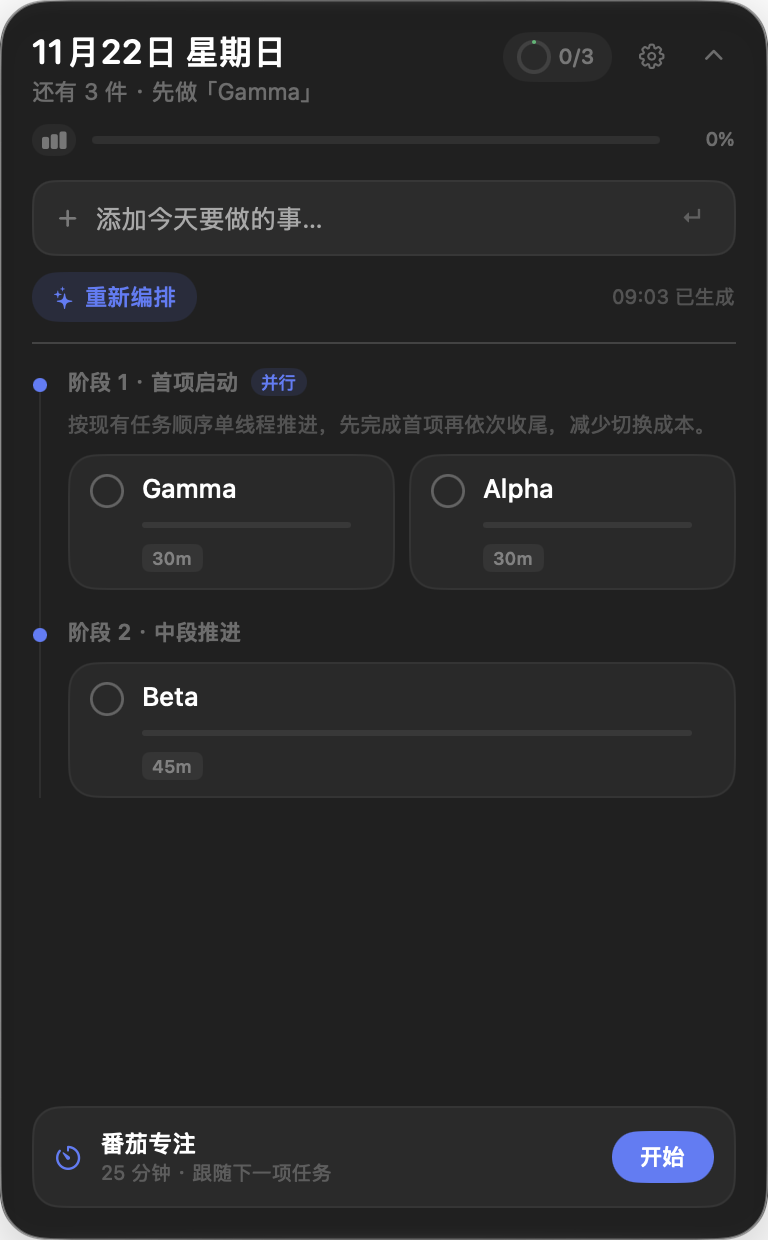 11月22日 星期日
0/3
还有 3 件 · 先做「Gamma」
0%
添加今天要做的事...
重新编排
09:03 已生成
阶段 1 · 首项启动
并行
按现有任务顺序单线程推进，先完成首项再依次收尾，减少切换成本。
Gamma
30m
Alpha
30m
阶段 2 · 中段推进
Beta
45m
番茄专注
25 分钟 · 跟随下一项任务
开始